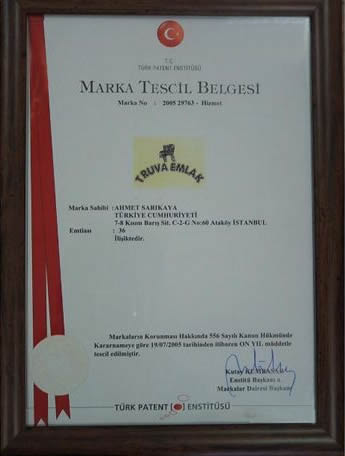 T.C.
TÜRK PATENT ENSTİTÜSÜ
MARKA TESCİL BELGESİ
Marka No : 2005 29763 - Hizmet
TRUVA EMLAK
Marka Sahibi :AHMET SARIKAYA
TÜRKİYE CUMHURİYETİ
7-8 Kısım Barış Sit. C-2-G No:60 Ataköy İSTANBUL
Emtiası : 36
İlişiktedir.
Markaların Korunması Hakkında 556 Sayılı Kanun Hükmünde
Kararnameye göre 19/07/2005 tarihinden itibaren ON YIL müddetle
tescil edilmiştir.
Kutay
Enstitü Başkanı a.
Markalar Dairesi Başkanı
TÜRK PATENT ENSTİTÜSÜ